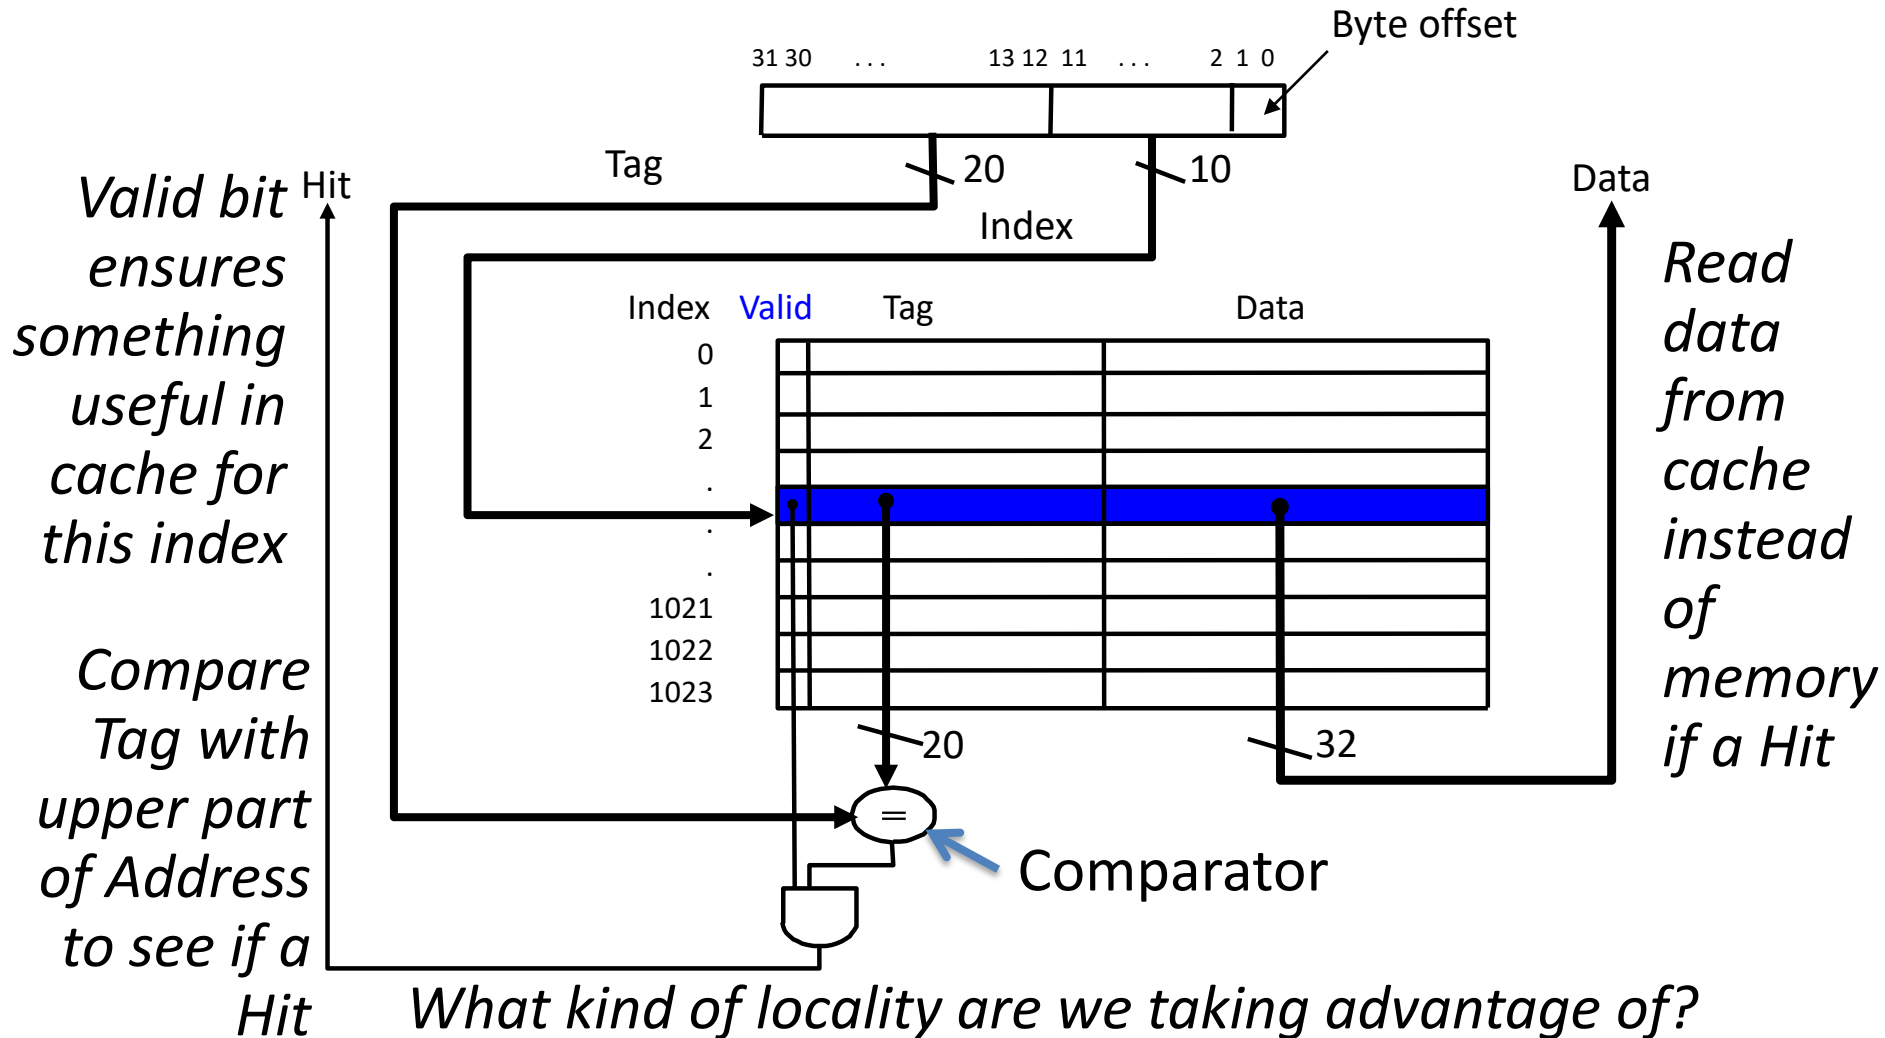 Byte offset
31 30 . . . 13 12 11 . . . 2 1 0
Tag
20
10
Hit
Data
Index
Valid bit
ensures
something
useful in
cache for
this index
Compare
Tag with
upper part
of Address
to see if a
Hit
Index Valid Tag Data
0
1
2
.
.
.
1021
1022
1023
20
32
=
Comparator
Read
data
from
cache
instead
of
memory
if a Hit
What kind of locality are we taking advantage of?